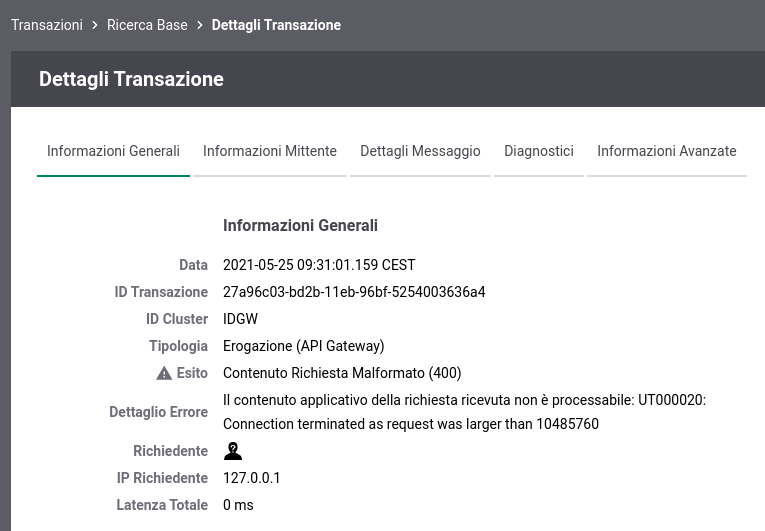 Transazioni > Ricerca Base > Dettagli Transazione
Dettagli Transazione
Informazioni Generali Informazioni Mittente Dettagli Messaggio Diagnostici Informazioni Avanzate
Informazioni Generali
Data 2021-05-25 09:31:01.159 CEST
ID Transazione 27a96c03-bd2b-11eb-96bf-5254003636a4
ID Cluster IDGW
Tipologia Erogazione (API Gateway)
Esito Contenuto Richiesta Malformato (400)
Dettaglio Errore Il contenuto applicativo della richiesta ricevuta non è processabile: UT000020:
Connection terminated as request was larger than 10485760
Richiedente
IP Richiedente 127.0.0.1
Latenza Totale 0 ms